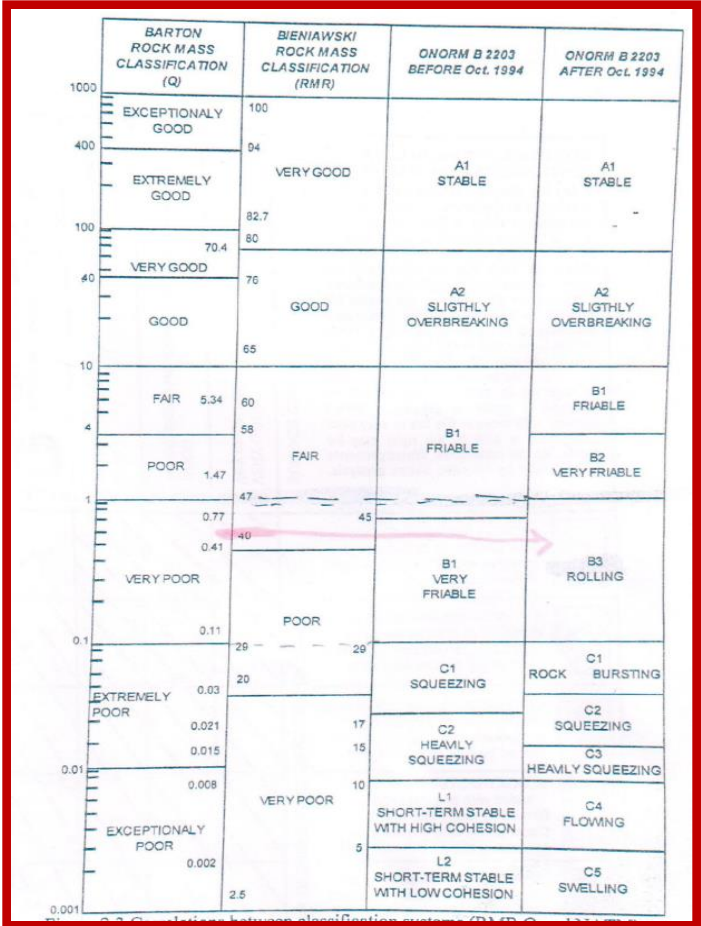 BARTON
ROCK MASS
CLASSIFICATION
(Q)
BIENIAWSKI
ROCK MASS
CLASSIFICATION
(RMR)
ONORM B 2203
BEFORE Oct. 1994
ONORM B 2203
AFTER Oct. 1994
1000
400
100
40
10
4
1
0.1
0.01
0.001
EXCEPTIONALY
GOOD
EXTREMELY
GOOD
70.4
VERY GOOD
GOOD
FAIR 5.34
POOR
1.47
0.77
0.41
VERY POOR
0.11
EXTREMELY
POOR
0.03
0.021
0.015
0.008
EXCEPTIONALY
POOR
0.002
100
94
VERY GOOD
82.7
80
76
GOOD
65
60
58
FAIR
47
45
40
POOR
29
29
20
17
15
10
VERY POOR
5
2.5
A1
STABLE
A2
SLIGTHLY
OVERBREAKING
B1
FRIABLE
B1
VERY
FRIABLE
C1
SQUEEZING
C2
HEAVILY
SQUEEZING
L1
SHORT-TERM STABLE
WITH HIGH COHESION
L2
SHORT-TERM STABLE
WITH LOW COHESION
A1
STABLE
A2
SLIGTHLY
OVERBREAKING
B1
FRIABLE
B2
VERY FRIABLE
B3
ROLLING
C1
ROCK BURSTING
C2
SQUEEZING
C3
HEAVILY SQUEEZING
C4
FLOWING
C5
SWELLING
Correlations between classification systems (RMR